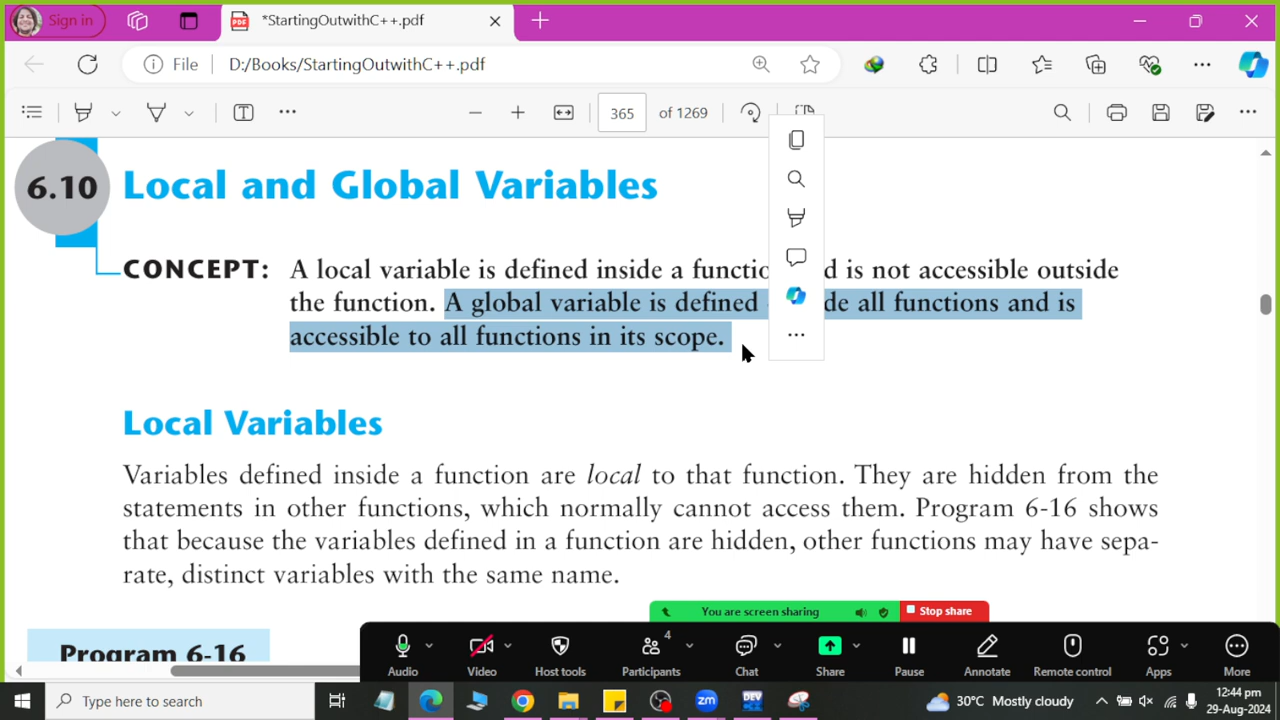 Sign in
*StartingOutwithC++.pdf
File
D:/Books/StartingOutwithC++.pdf
365 of 1269
6.10 Local and Global Variables
CONCEPT: A local variable is defined inside a functio d is not accessible outside
the function. A global variable is defined de all functions and is
accessible to all functions in its scope.
Local Variables
Variables defined inside a function are local to that function. They are hidden from the
statements in other functions, which normally cannot access them. Program 6-16 shows
that because the variables defined in a function are hidden, other functions may have sepa-
rate, distinct variables with the same name.
You are screen sharing Stop share
Program 6-16
4
Audio Video Host tools Participants Chat Share Pause Annotate Remote control Apps More
Type here to search
DEV
zm
30°C Mostly cloudy
12:44 pm
29-Aug-2024